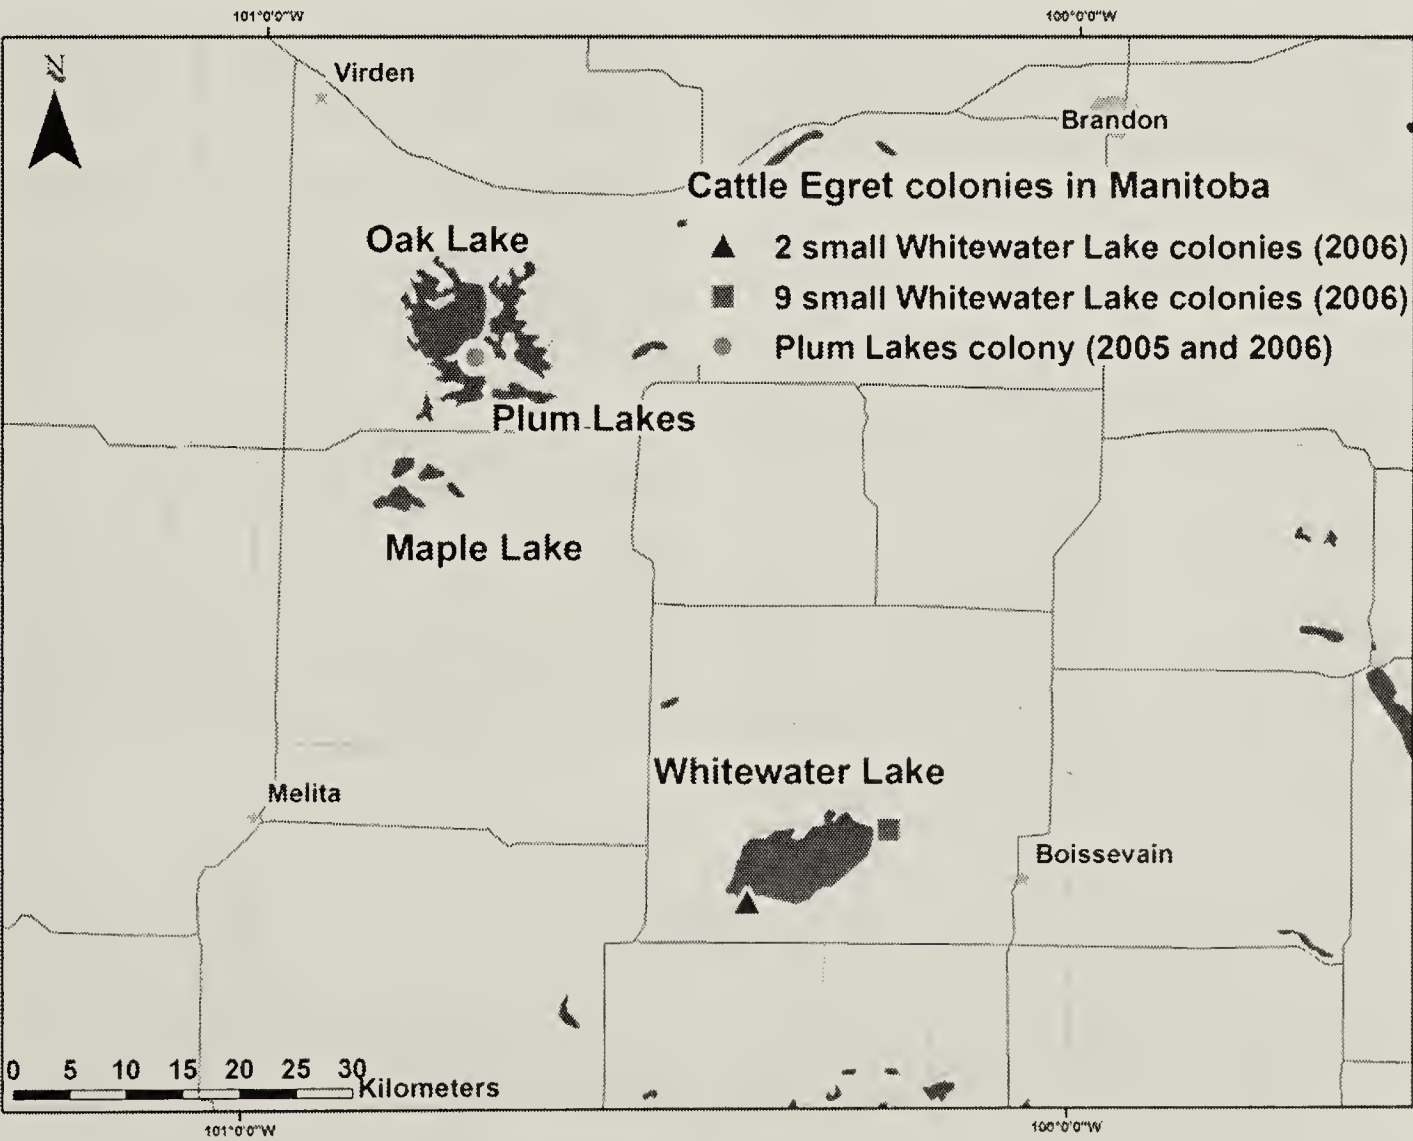 101°0'0"W 100°0'0"W
N
Virden
Brandon
Cattle Egret colonies in Manitoba
Oak Lake
2 small Whitewater Lake colonies (2006)
9 small Whitewater Lake colonies (2006)
Plum Lakes colony (2005 and 2006)
Plum Lakes
Maple Lake
Whitewater Lake
Melita
Boissevain
0 5 10 15 20 25 30
Kilometers
101°0'0"W 100°0'0"W